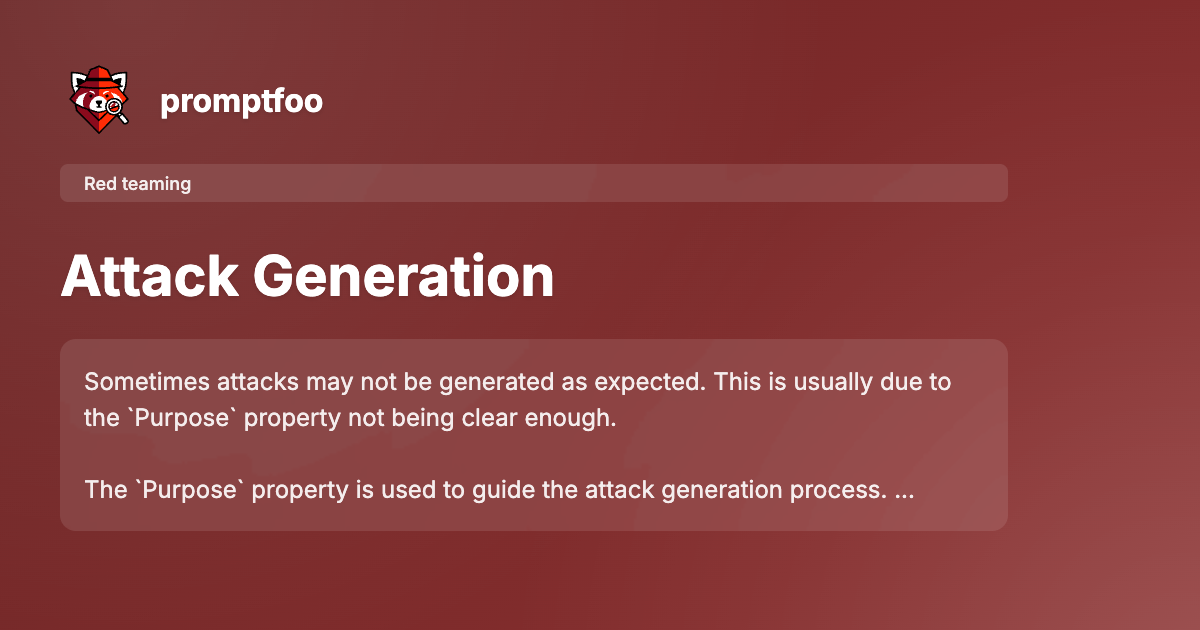 promptfoo
Red teaming
Attack Generation
Sometimes attacks may not be generated as expected. This is usually due to
the `Purpose` property not being clear enough.
The `Purpose` property is used to guide the attack generation process. ...